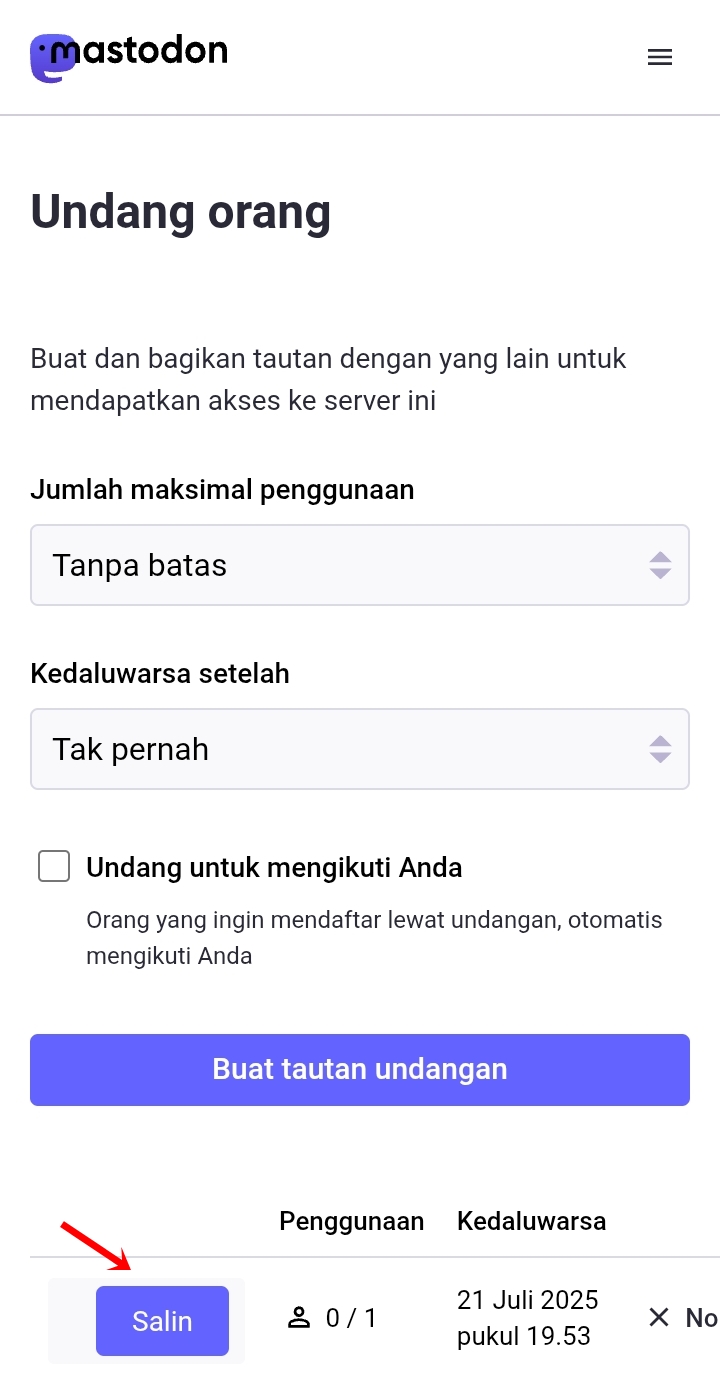 mastodon
Undang orang
Buat dan bagikan tautan dengan yang lain untuk
mendapatkan akses ke server ini
Jumlah maksimal penggunaan
Tanpa batas
Kedaluwarsa setelah
Tak pernah
Undang untuk mengikuti Anda
Orang yang ingin mendaftar lewat undangan, otomatis
mengikuti Anda
Buat tautan undangan
Penggunaan Kedaluwarsa
Salin 0 / 1 21 Juli 2025
pukul 19.53 No